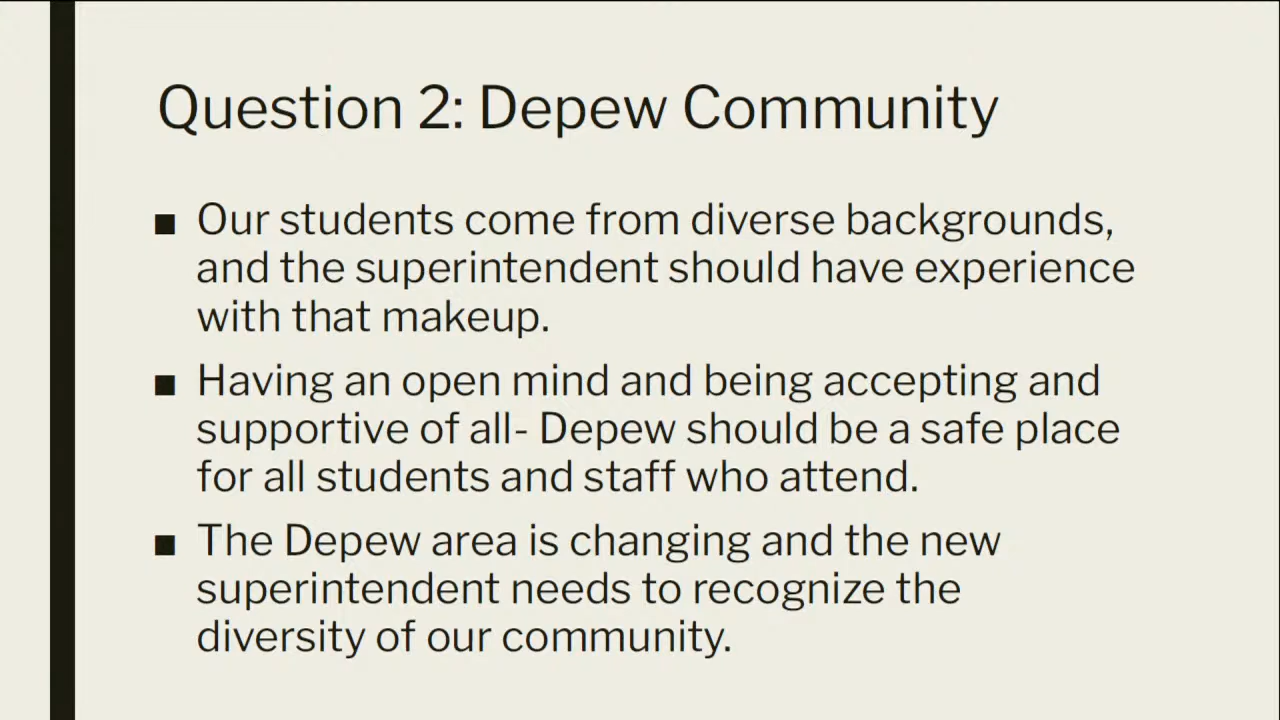 Question 2: Depew Community
■ Our students come from diverse backgrounds,
and the superintendent should have experience
with that makeup.
■ Having an open mind and being accepting and
supportive of all- Depew should be a safe place
for all students and staff who attend.
■ The Depew area is changing and the new
superintendent needs to recognize the
diversity of our community.